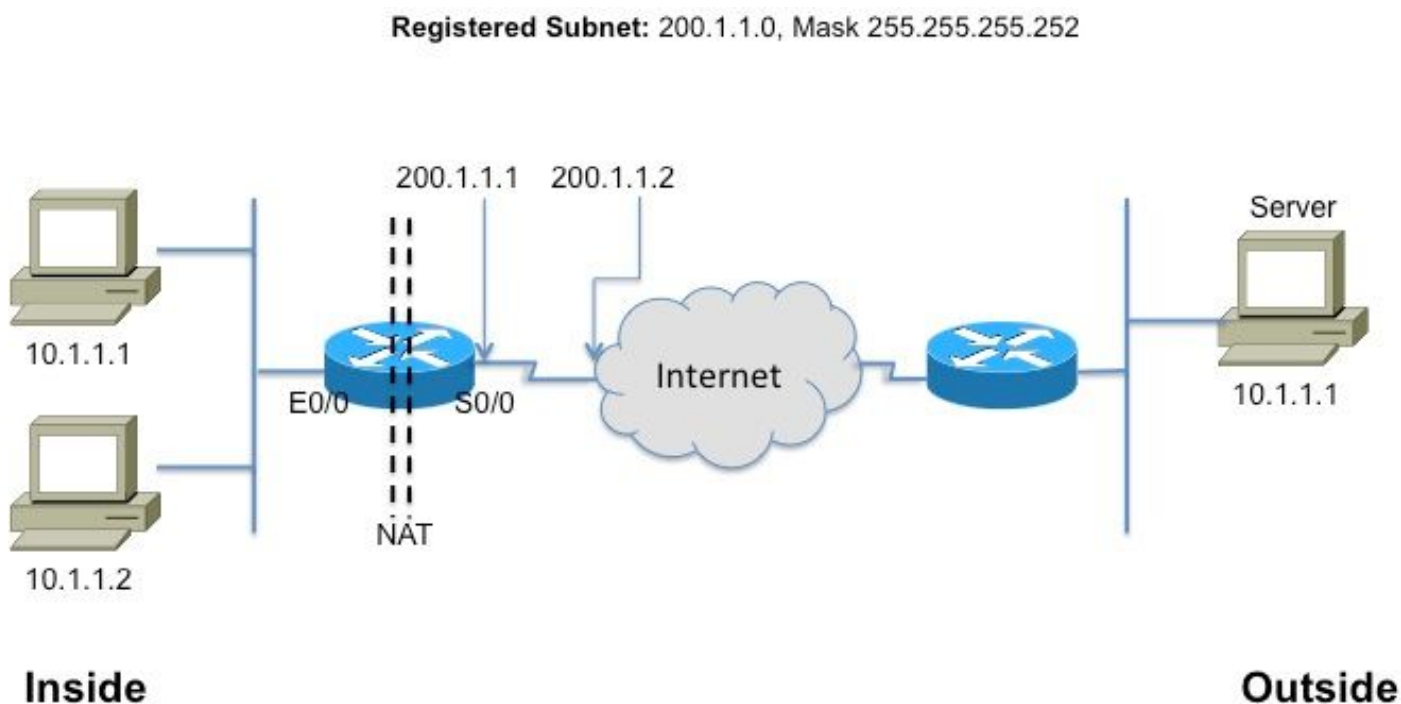 Registered Subnet: 200.1.1.0, Mask 255.255.255.252
200.1.1.1
200.1.1.2
Server
10.1.1.1
E0/0
S0/0
Internet
10.1.1.1
NAT
10.1.1.2
Inside
Outside